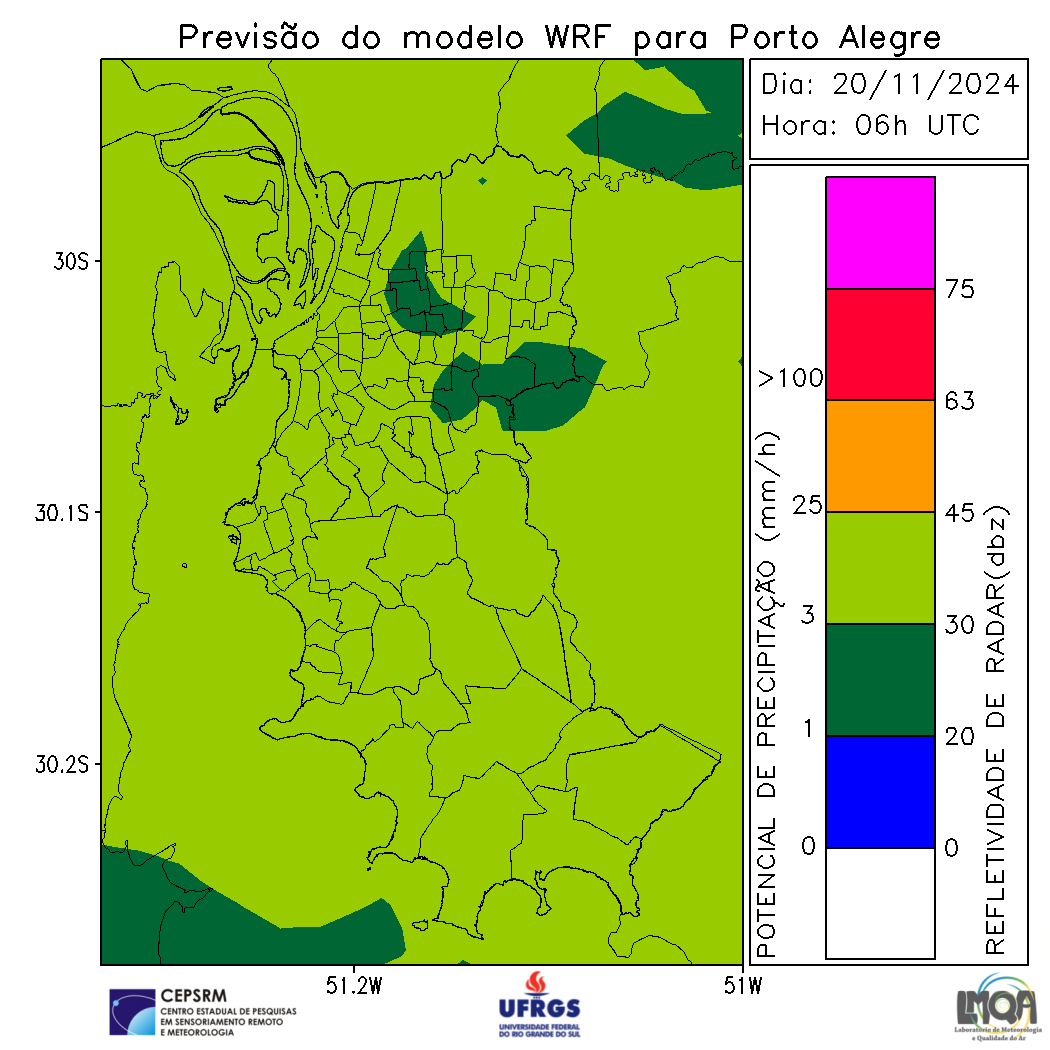 Previsão do modelo WRF para Porto Alegre
Dia: 20/11/2024
Hora: 06h UTC
30S
30.1S
30.2S
51.2W
51W
POTENCIAL DE PRECIPITAÇÃO (mm/h)
>100
25
3
1
0
75
63
45
30
20
0
REFLETIVIDADE DE RADAR(dbz)
CEPSRM
CENTRO ESTADUAL DE PESQUISAS
EM SENSORIAMENTO REMOTO
E METEOROLOGIA
UFRGS
UNIVERSIDADE FEDERAL
DO RIO GRANDE DO SUL
LMQA
Laboratório de Meteorologia
e Qualidade do Ar